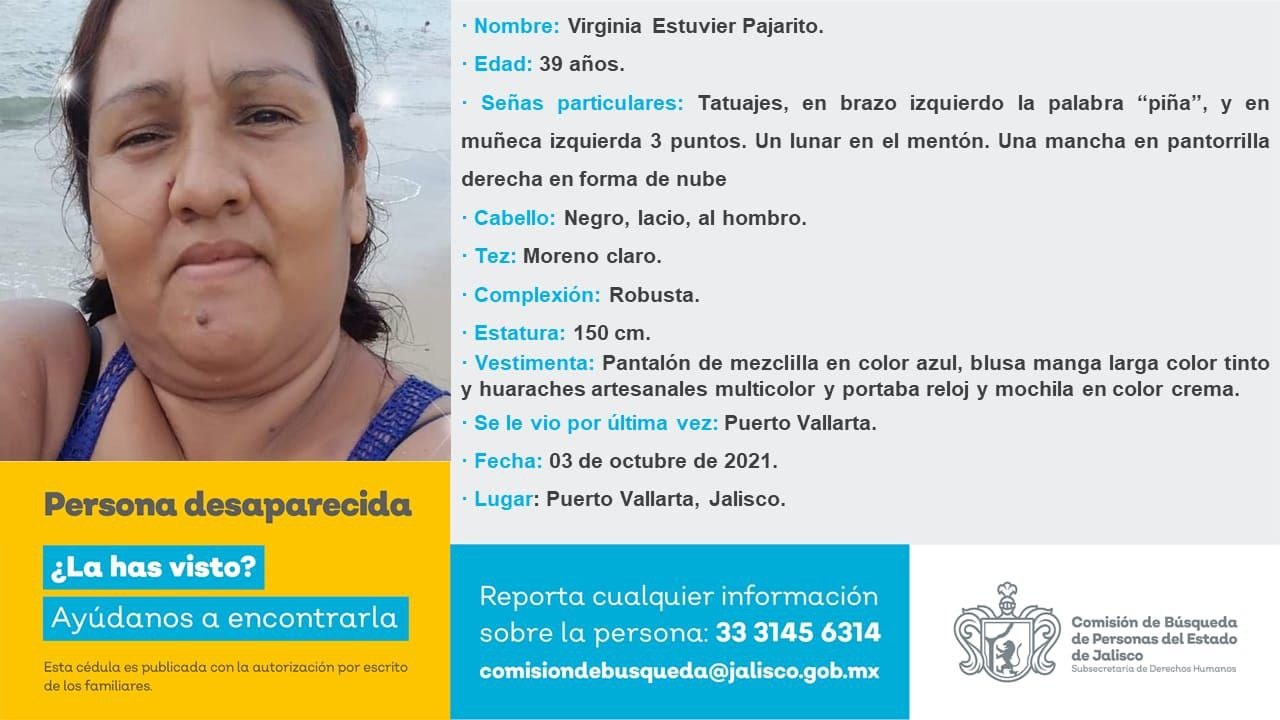 · Nombre: Virginia Estuvier Pajarito.
· Edad: 39 años.
· Señas particulares: Tatuajes, en brazo izquierdo la palabra “piña”, y en
muñeca izquierda 3 puntos. Un lunar en el mentón. Una mancha en pantorrilla
derecha en forma de nube
· Cabello: Negro, lacio, al hombro.
· Tez: Moreno claro.
· Complexión: Robusta.
· Estatura: 150 cm.
· Vestimenta: Pantalón de mezclilla en color azul, blusa manga larga color tinto
y huaraches artesanales multicolor y portaba reloj y mochila en color crema.
· Se le vio por última vez: Puerto Vallarta.
· Fecha: 03 de octubre de 2021.
· Lugar: Puerto Vallarta, Jalisco.
Persona desaparecida
¿La has visto?
Ayúdanos a encontrarla
Esta cédula es publicada con la autorización por escrito
de los familiares.
Reporta cualquier información
sobre la persona: 33 3145 6314
comisiondebusqueda@jalisco.gob.mx
Comisión de Búsqueda
de Personas del Estado
de Jalisco
Subsecretaría de Derechos Humanos